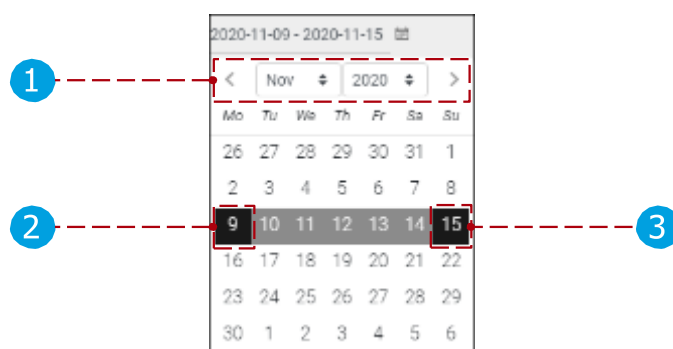 2020-11-09 - 2020-11-15
1
< Nov 2020 >
Mo Tu We Th Fr Sa Su
26 27 28 29 30 31 1
2 3 4 5 6 7 8
2
9 10 11 12 13 14 15
3
16 17 18 19 20 21 22
23 24 25 26 27 28 29
30 1 2 3 4 5 6